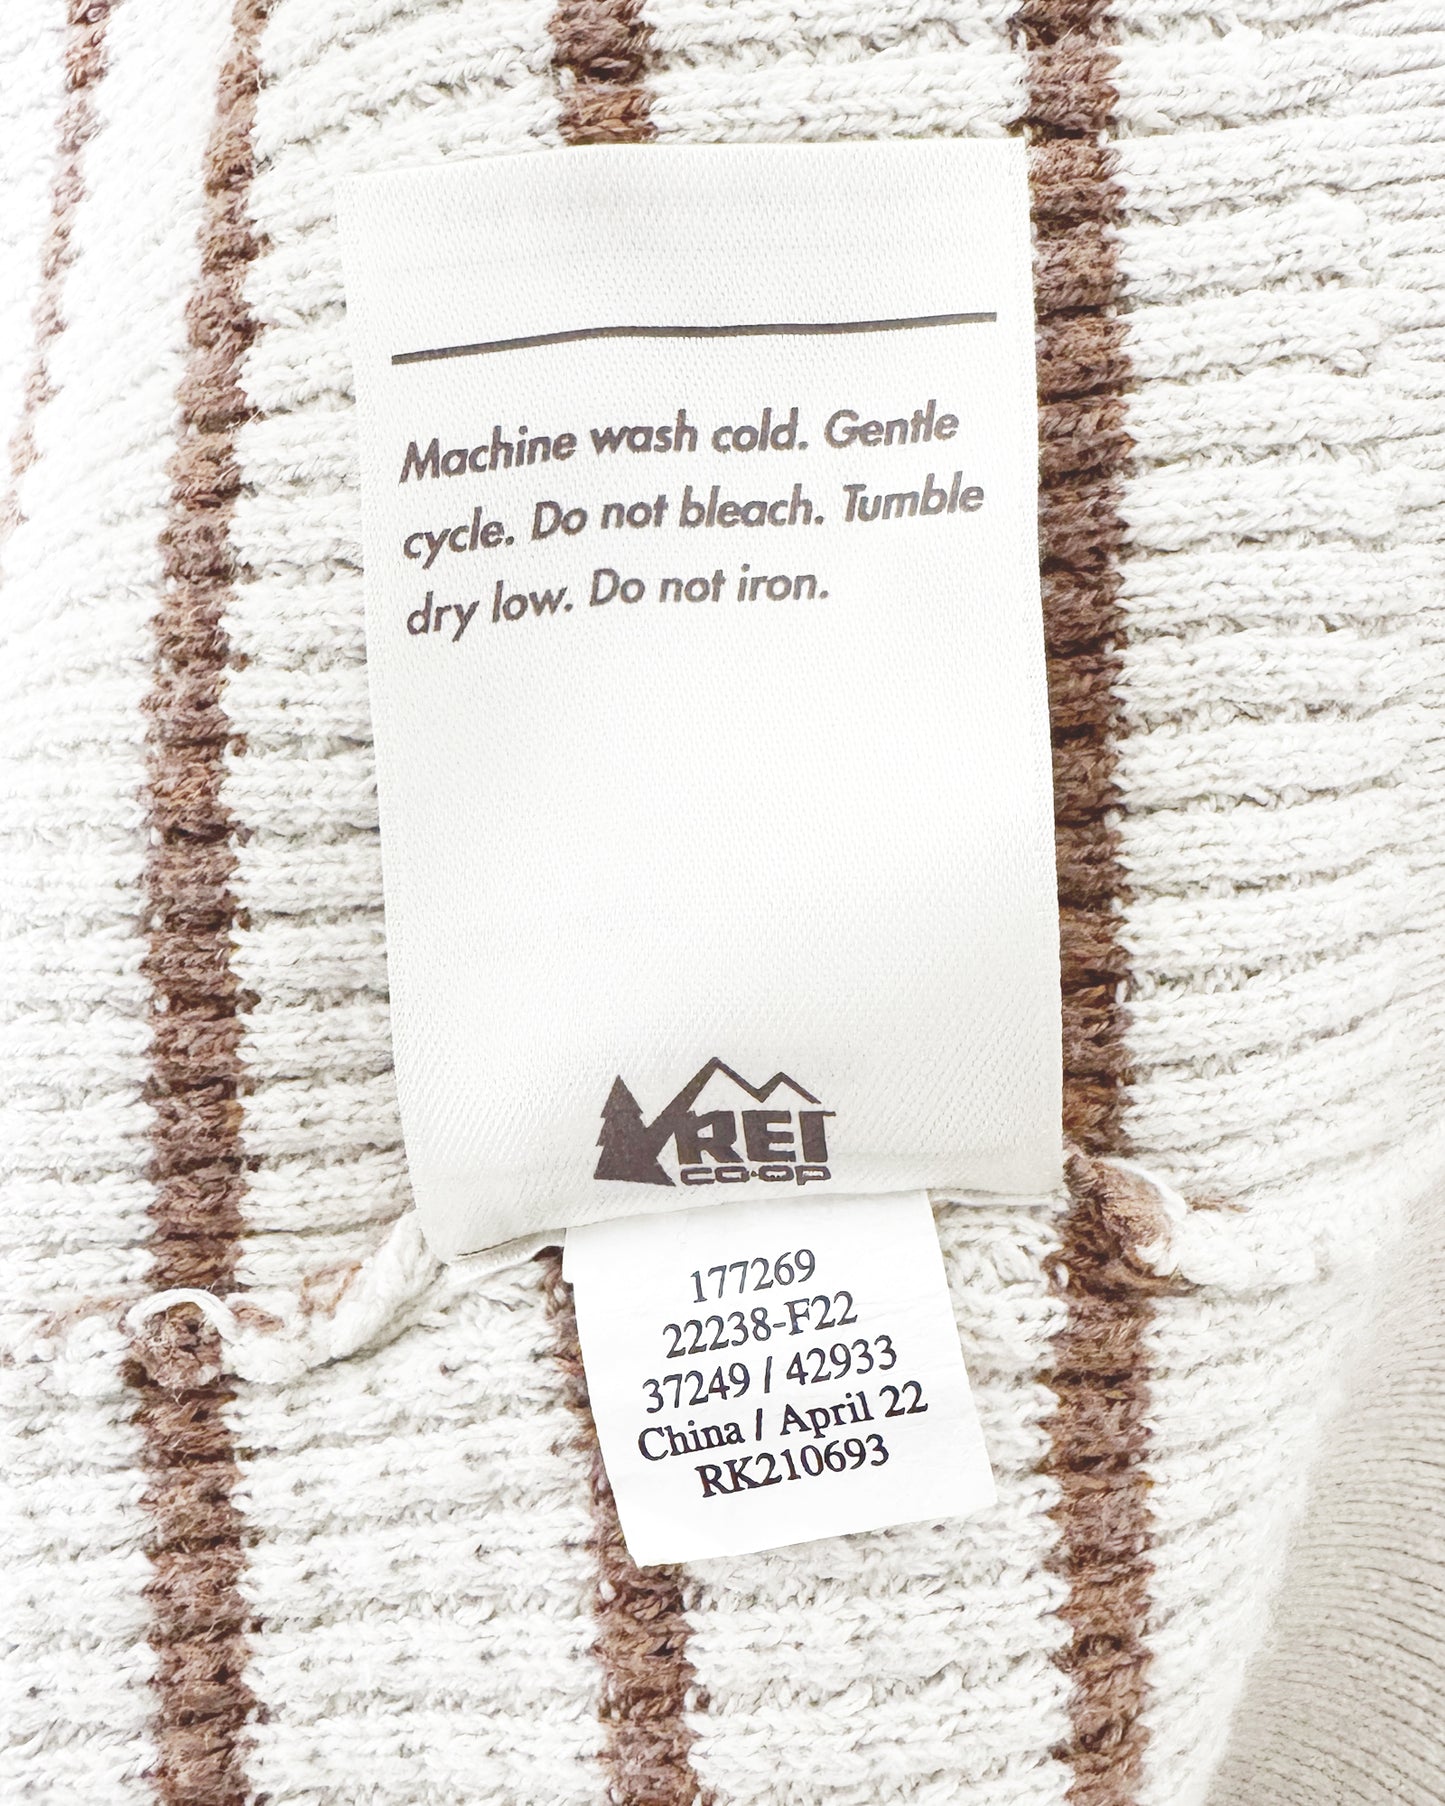 Machine wash cold. Gentle
cycle. Do not bleach. Tumble
dry low. Do not iron.
REI
co·op
177269
22238-F22
37249 / 42933
China / April 22
RK210693